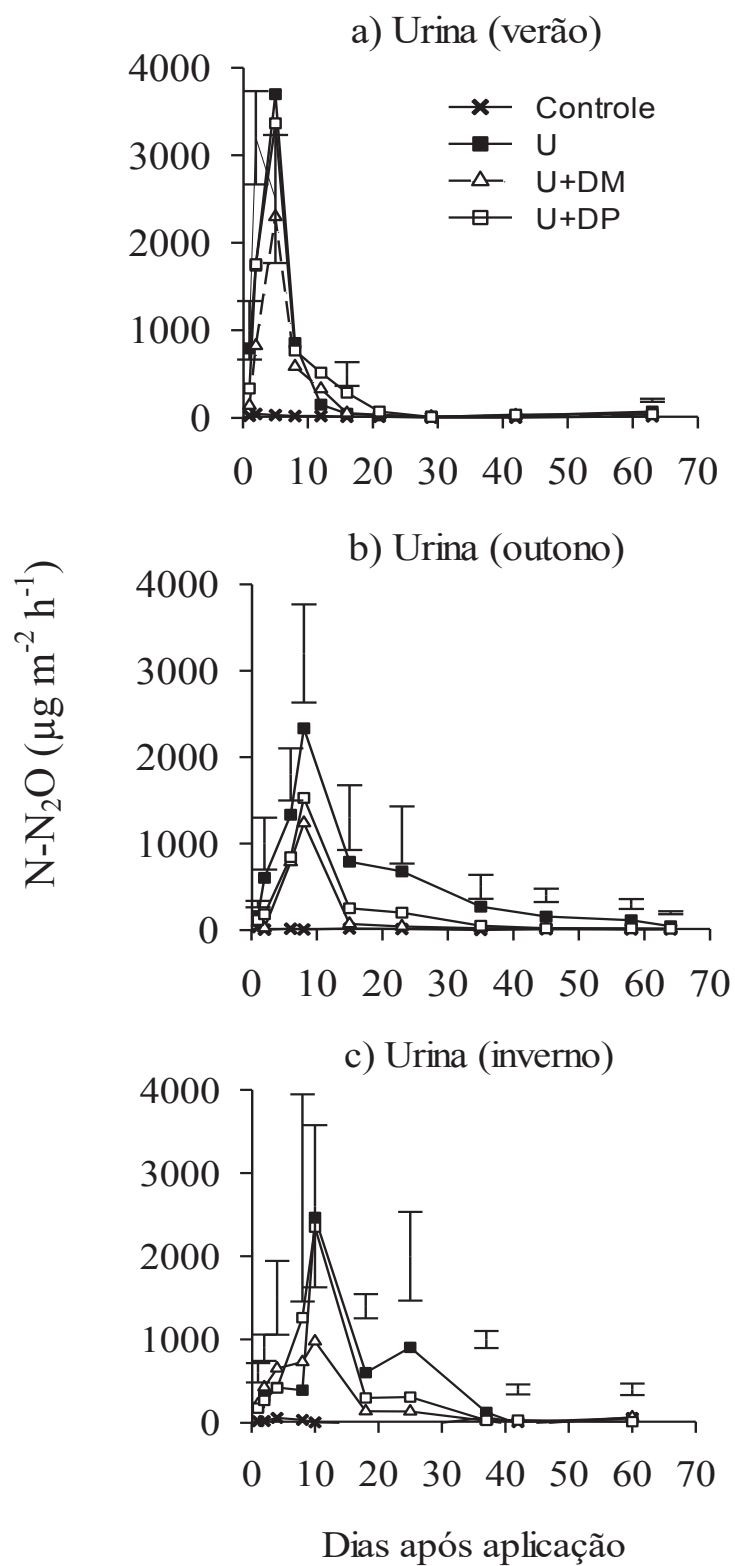 a) Urina (verão)
4000
3000
2000
1000
0
Controle
U
U+DM
U+DP
0 10 20 30 40 50 60 70
b) Urina (outono)
4000
3000
2000
1000
0
0 10 20 30 40 50 60 70
N-N₂O (µg m⁻² h⁻¹)
c) Urina (inverno)
4000
3000
2000
1000
0
0 10 20 30 40 50 60 70
Dias após aplicação